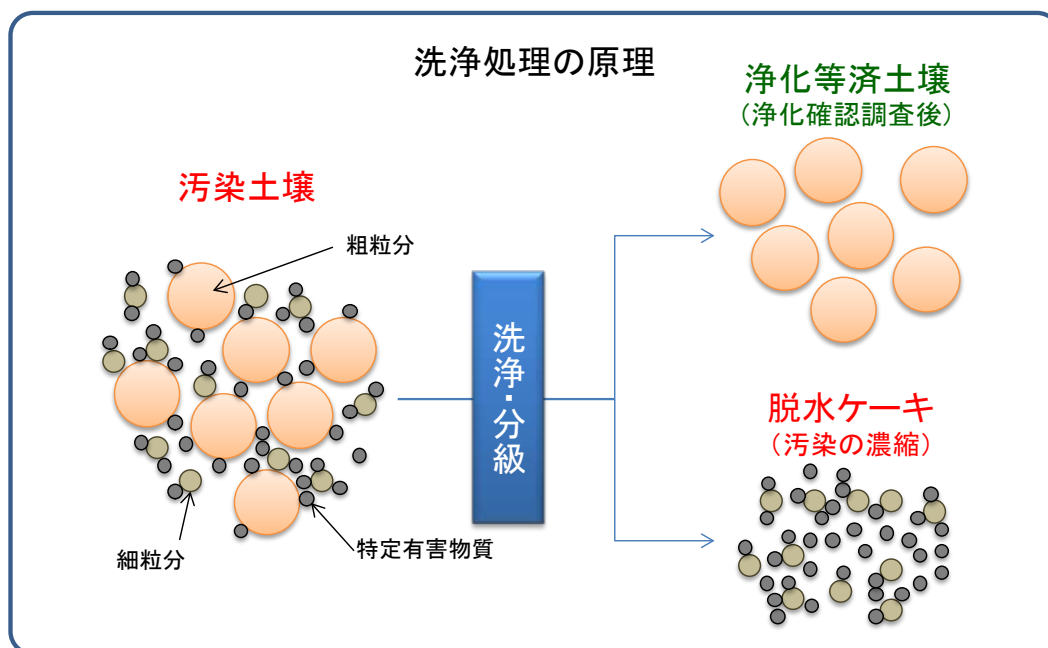 洗浄処理の原理
浄化等済土壌
(浄化確認調査後)
汚染土壌
粗粒分
洗浄・分級
脱水ケーキ
(汚染の濃縮)
細粒分
特定有害物質